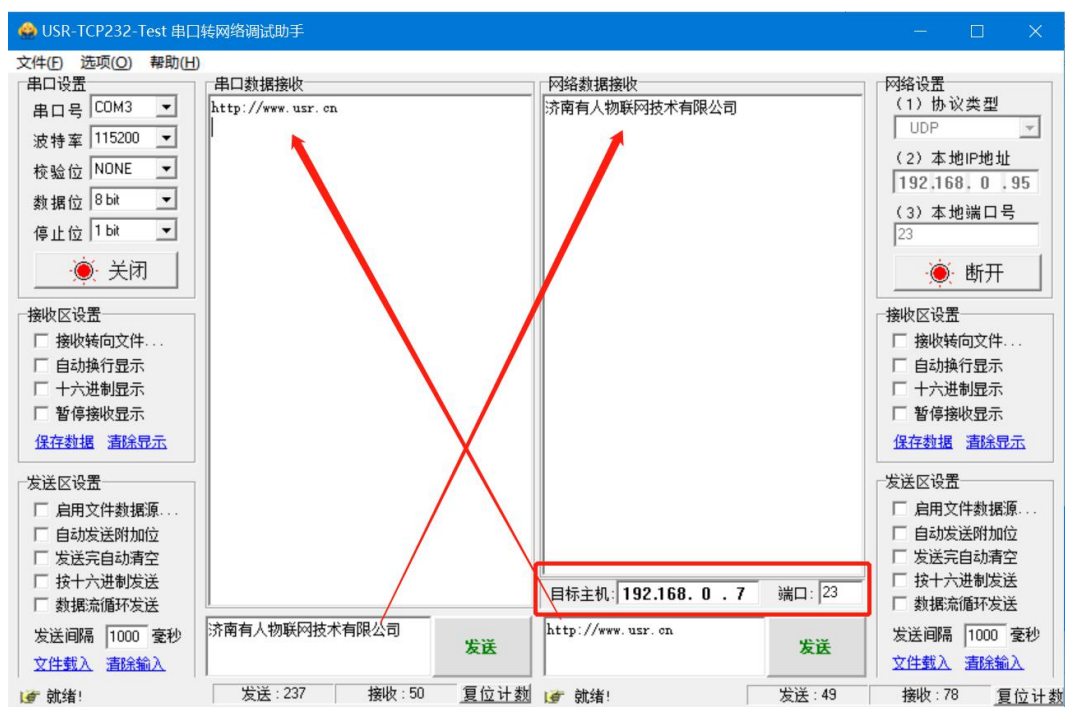 USR-TCP232-Test 串口转网络调试助手
文件(F) 选项(O) 帮助(H)
串口设置
串口号 COM3
波特率 115200
校验位 NONE
数据位 8 bit
停止位 1 bit
关闭
接收区设置
接收转向文件...
自动换行显示
十六进制显示
暂停接收显示
保存数据 清除显示
发送区设置
启用文件数据源...
自动发送附加位
发送完自动清空
按十六进制发送
数据流循环发送
发送间隔 1000 毫秒
文件载入 清除输入
串口数据接收
http://www.usr.cn
济南有人物联网技术有限公司
发送
网络数据接收
济南有人物联网技术有限公司
目标主机: 192.168. 0 . 7 端口: 23
http://www.usr.cn
发送
网络设置
(1) 协议类型
UDP
(2) 本地IP地址
192.168. 0 .95
(3) 本地端口号
23
断开
接收区设置
接收转向文件...
自动换行显示
十六进制显示
暂停接收显示
保存数据 清除显示
发送区设置
启用文件数据源...
自动发送附加位
发送完自动清空
按十六进制发送
数据流循环发送
发送间隔 1000 毫秒
文件载入 清除输入
就绪! 发送 : 237 接收 : 50 复位计数 就绪! 发送 : 49 接收 : 78 复位计数